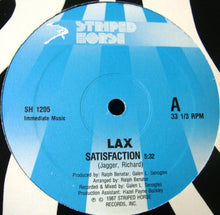 STRIPED
HORSE
SH 1205
Immediate Music
A
33 1/3 RPM
LAX
SATISFACTION 5:32
(Jagger, Richard)
Produced by: Ralph Benatar, Galen L. Senogles
Arranged by: Ralph Benatar
Recorded & Mixed by: Galen L. Senogles
Production Assistant: Hazel Payne Buckley
℗ © 1987 STRIPED HORSE
RECORDS, INC.